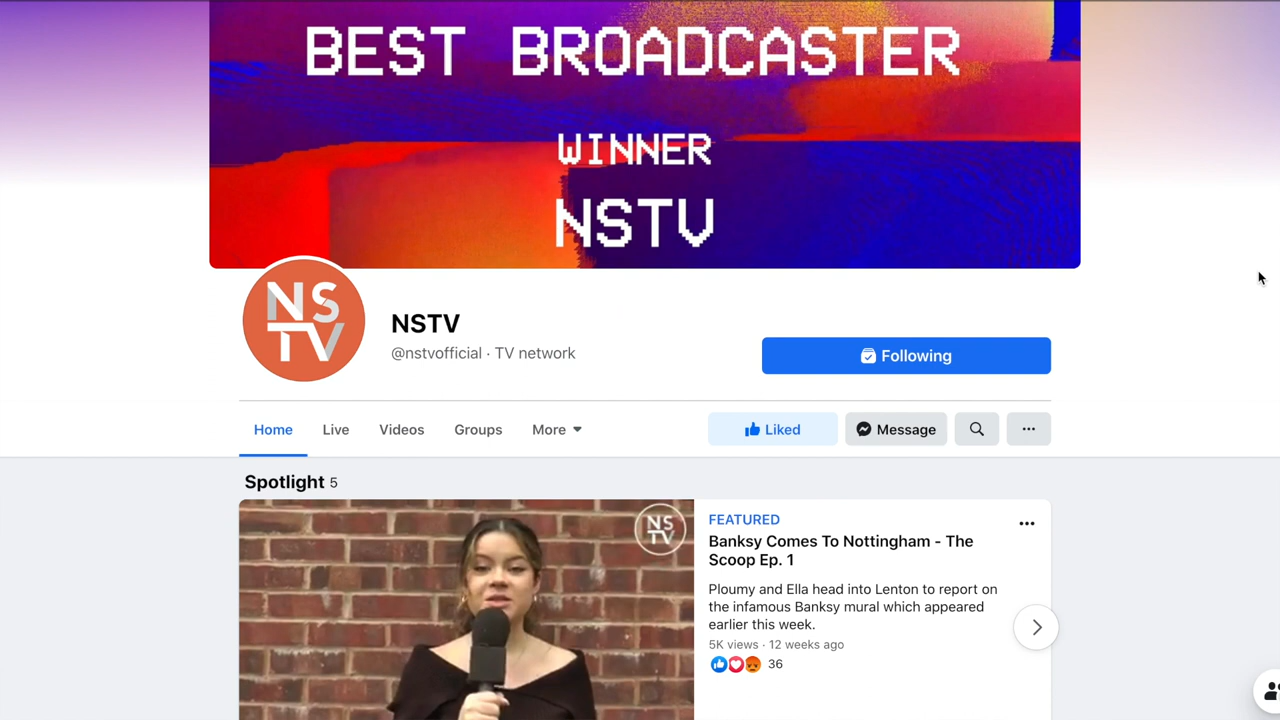 BEST BROADCASTER
WINNER
NSTV
NS
TV
NSTV
@nstvofficial · TV network
Following
Home
Live
Videos
Groups
More
Liked
Message
Spotlight 5
NS
TV
FEATURED
Banksy Comes To Nottingham - The
Scoop Ep. 1
Ploumy and Ella head into Lenton to report on
the infamous Banksy mural which appeared
earlier this week.
5K views · 12 weeks ago
36